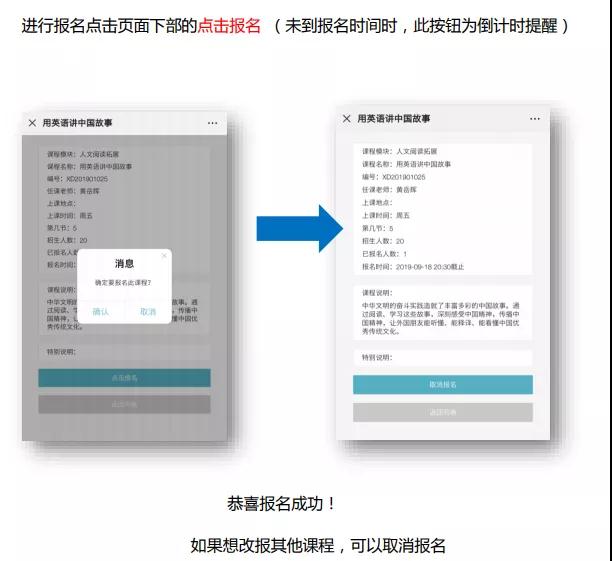 进行报名点击页面下部的点击报名 （未到报名时间时，此按钮为倒计时提醒）
× 用英语讲中国故事 ···
课程模块：人文阅读拓展
课程名称：用英语讲中国故事
编号：XD201901025
任课老师：黄岳辉
上课地点：
上课时间：周五
第几节：5
招生人数：20
已报名人
报名时间：
消息
×
确定要报名此课程?
确认 取消
课程说明：
中华文明的 故事。通
过阅读、学 传播中
国精神，让 懂中国优
秀传统文化。
特别说明：
点击报名
返回列表
× 用英语讲中国故事 ···
课程模块：人文阅读拓展
课程名称：用英语讲中国故事
编号：XD201901025
任课老师：黄岳辉
上课地点：
上课时间：周五
第几节：5
招生人数：20
已报名人数：1
报名时间：2019-09-18 20:30截止
课程说明：
中华文明的奋斗实践造就了丰富多彩的中国故事。通
过阅读、学习这些故事，深刻感受中国精神，传播中
国精神，让外国朋友能听懂、能释译、能看懂中国优
秀传统文化。
特别说明：
取消报名
返回列表
恭喜报名成功！
如果想改报其他课程，可以取消报名